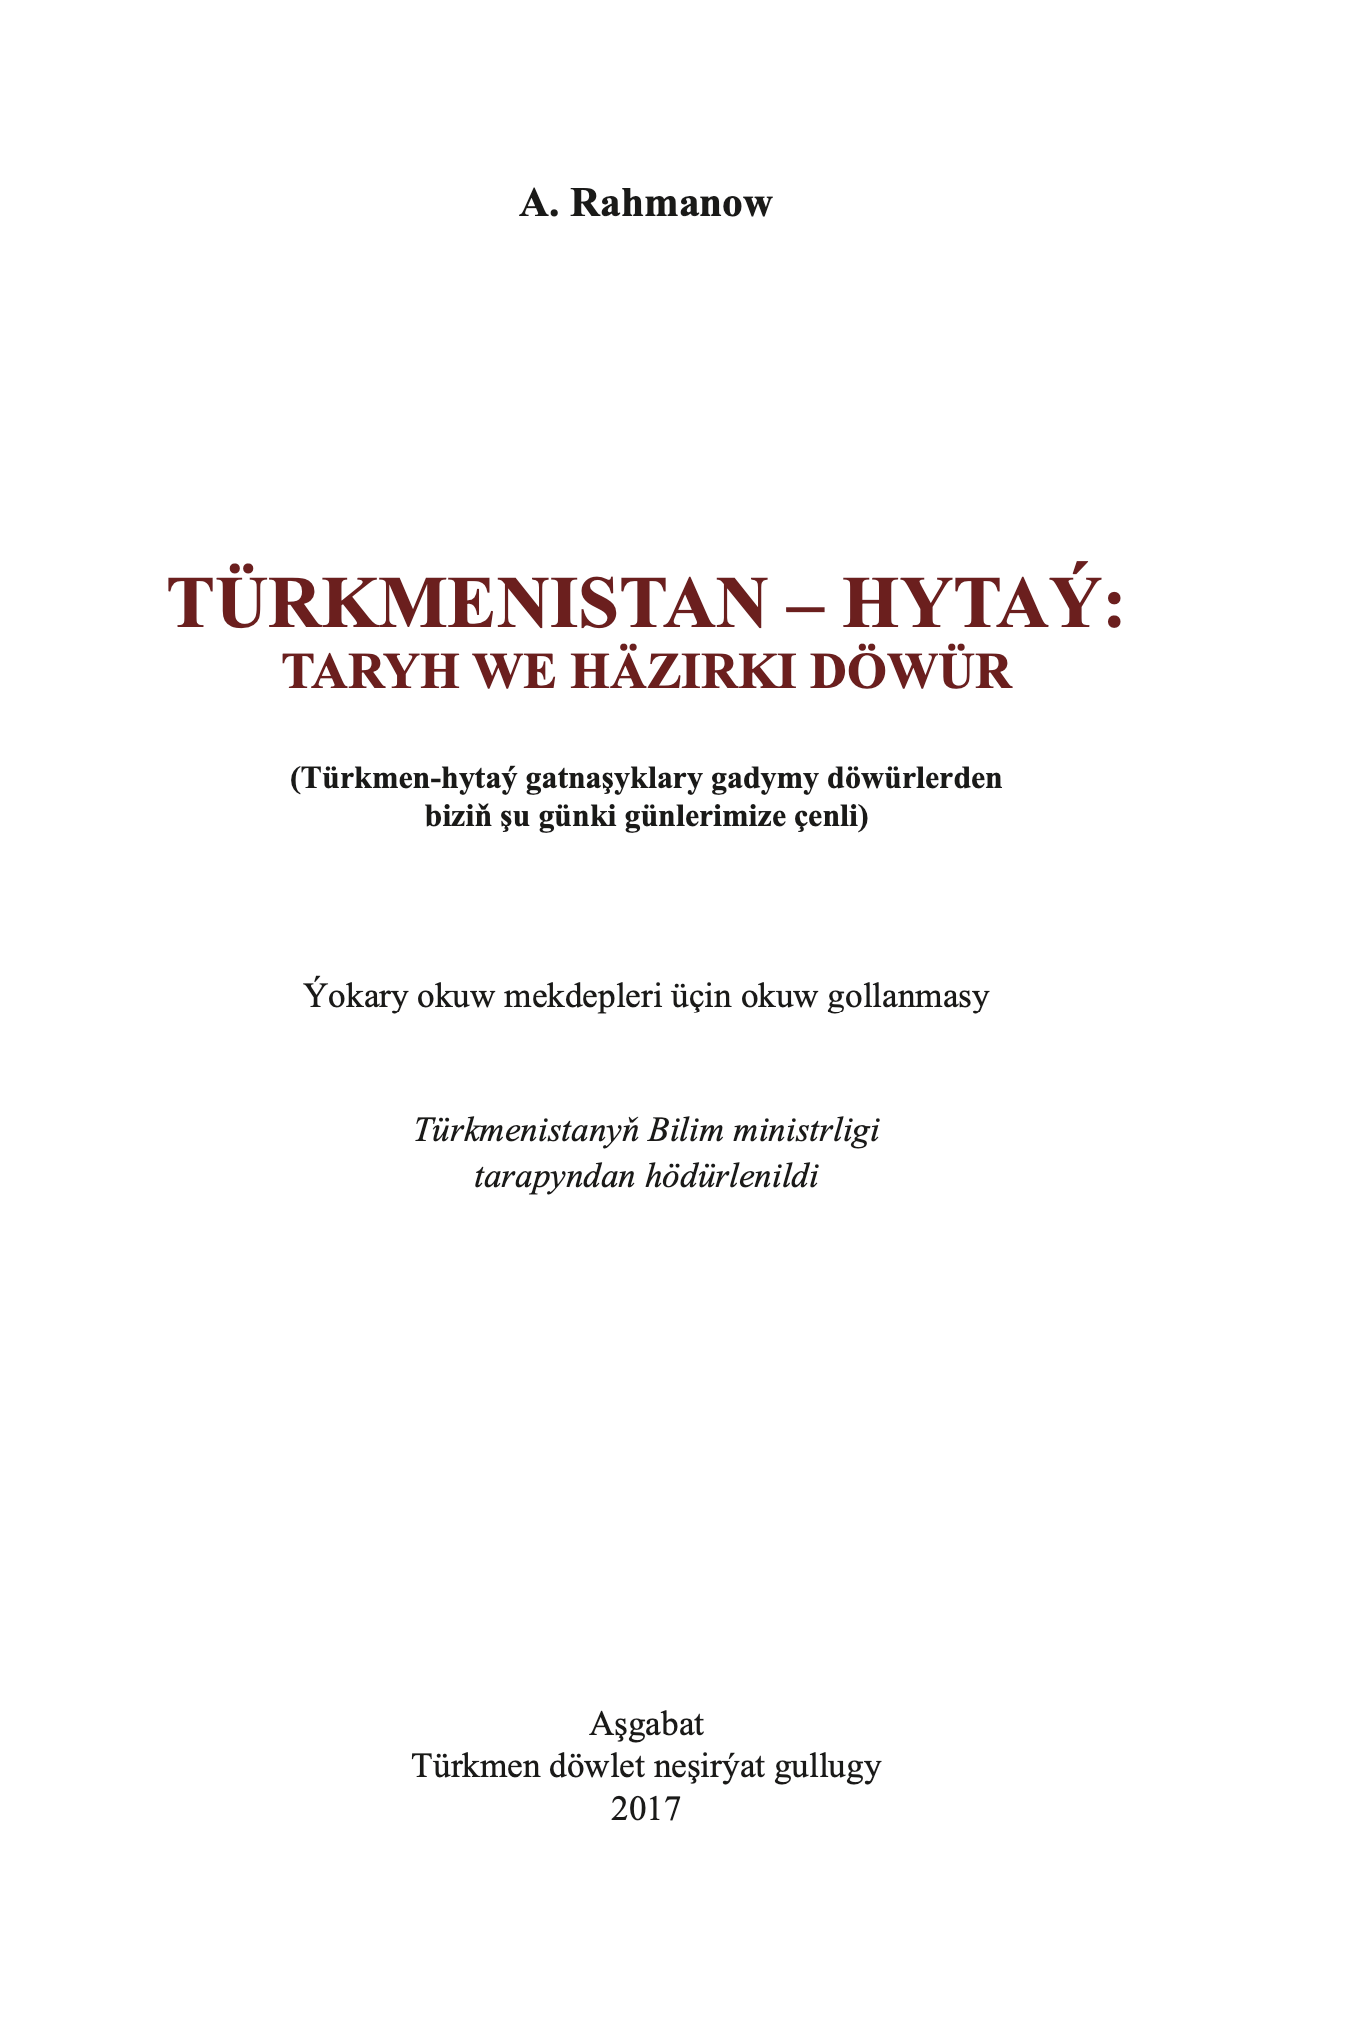 A. Rahmanow
TÜRKMENISTAN – HYTAÝ:
TARYH WE HÄZIRKI DÖWÜR
(Türkmen-hytaý gatnaşyklary gadymy döwürlerden
biziň şu günki günlerimize çenli)
Ýokary okuw mekdepleri üçin okuw gollanmasy
Türkmenistanyň Bilim ministrligi
tarapyndan hödürlenildi
Aşgabat
Türkmen döwlet neşirýat gullugy
2017